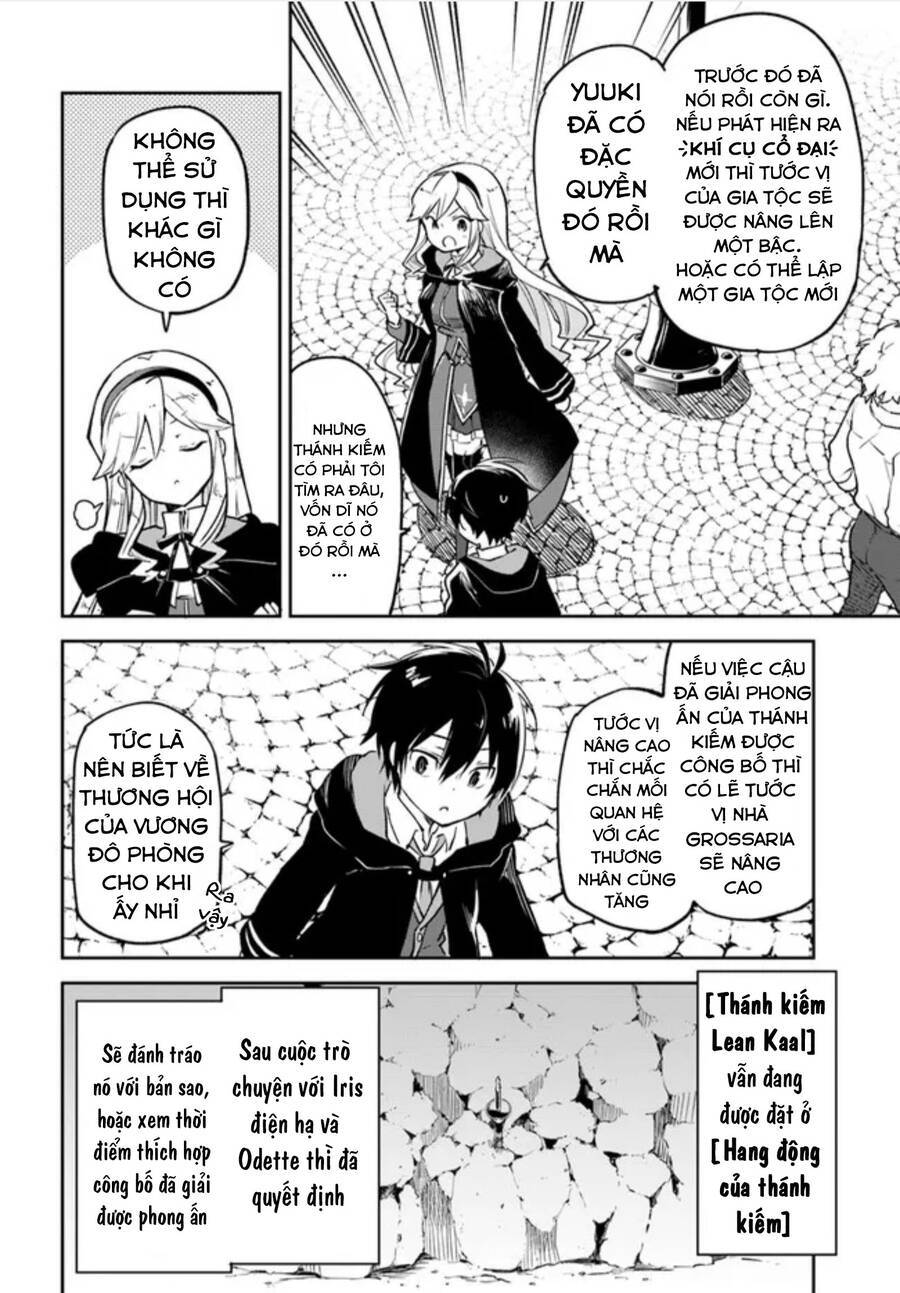 TRƯỚC ĐÓ ĐÃ
NÓI RỒI CÒN GÌ.
NẾU PHÁT HIỆN RA
KHÍ CỤ CỔ ĐẠI
MỚI THÌ TƯỚC VỊ
CỦA GIA TỘC SẼ
ĐƯỢC NÂNG LÊN
MỘT BẬC.
HOẶC CÓ THỂ LẬP
MỘT GIA TỘC MỚI
YUUKI
ĐÃ CÓ
ĐẶC
QUYỀN
ĐÓ RỒI
MÀ
NHƯNG
THÁNH KIẾM
CÓ PHẢI TÔI
TÌM RA ĐÂU,
VỐN DĨ NÓ
ĐÃ CÓ Ở
ĐÓ RỒI MÀ
...
KHÔNG
THỂ SỬ
DỤNG THÌ
KHÁC GÌ
KHÔNG
CÓ
NẾU VIỆC CẬU
ĐÃ GIẢI PHONG
ẤN CỦA THÁNH
KIẾM ĐƯỢC
CÔNG BỐ THÌ
CÓ LẼ TƯỚC
VỊ NHÀ
GROSSARIA
SẼ NÂNG
CAO
TƯỚC VỊ
NÂNG CAO
THÌ CHẮC
CHẮN MỐI
QUAN HỆ
VỚI CÁC
THƯƠNG
NHÂN CŨNG
TĂNG
TỨC LÀ
NÊN BIẾT VỀ
THƯƠNG HỘI
CỦA VƯƠNG
ĐÔ PHÒNG
CHO KHI
ẤY NHỈ
Ra
vậy
[Thánh kiếm
Lean Kaal]
vẫn đang
được đặt ở
[Hang động
của thánh
kiếm]
Sau cuộc trò
chuyện với Iris
điện hạ và
Odette thì đã
quyết định
Sẽ đánh tráo
nó với bản sao,
hoặc xem thời
điểm thích hợp
công bố đã giải
được phong ấn